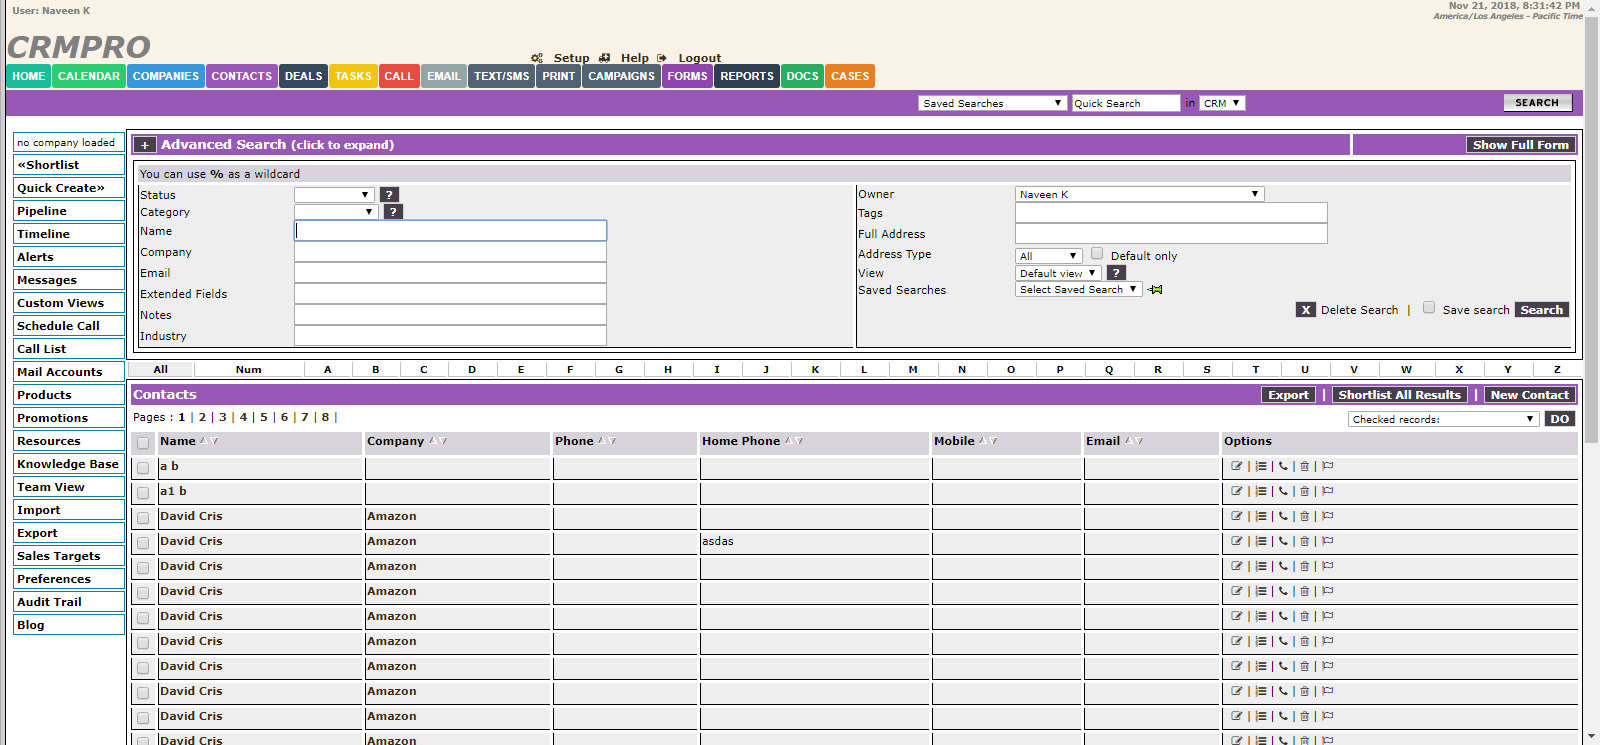 User: Naveen K
Nov 21, 2018, 8:31:42 PM
America/Los Angeles - Pacific Time
CRMPRO
Setup Help Logout
HOME CALENDAR COMPANIES CONTACTS DEALS TASKS CALL EMAIL TEXT/SMS PRINT CAMPAIGNS FORMS REPORTS DOCS CASES
Saved Searches Quick Search in CRM SEARCH
no company loaded
«Shortlist
Quick Create»
Pipeline
Timeline
Alerts
Messages
Custom Views
Schedule Call
Call List
Mail Accounts
Products
Promotions
Resources
Knowledge Base
Team View
Import
Export
Sales Targets
Preferences
Audit Trail
Blog
+ Advanced Search (click to expand) Show Full Form
You can use % as a wildcard
Status ?
Category ?
Name
Company
Email
Extended Fields
Notes
Industry
Owner Naveen K
Tags
Full Address
Address Type All Default only
View Default view ?
Saved Searches Select Saved Search
X Delete Search | Save search Search
All Num A B C D E F G H I J K L M N O P Q R S T U V W X Y Z
Contacts Export | Shortlist All Results | New Contact
Pages : 1 | 2 | 3 | 4 | 5 | 6 | 7 | 8 |
Checked records: DO
Name Company Phone Home Phone Mobile Email Options
a b | | | |
a1 b | | | |
David Cris Amazon | | | |
David Cris Amazon asdas | | | |
David Cris Amazon | | | |
David Cris Amazon | | | |
David Cris Amazon | | | |
David Cris Amazon | | | |
David Cris Amazon | | | |
David Cris Amazon | | | |
David Cris Amazon | | | |
David Cris Amazon | | | |